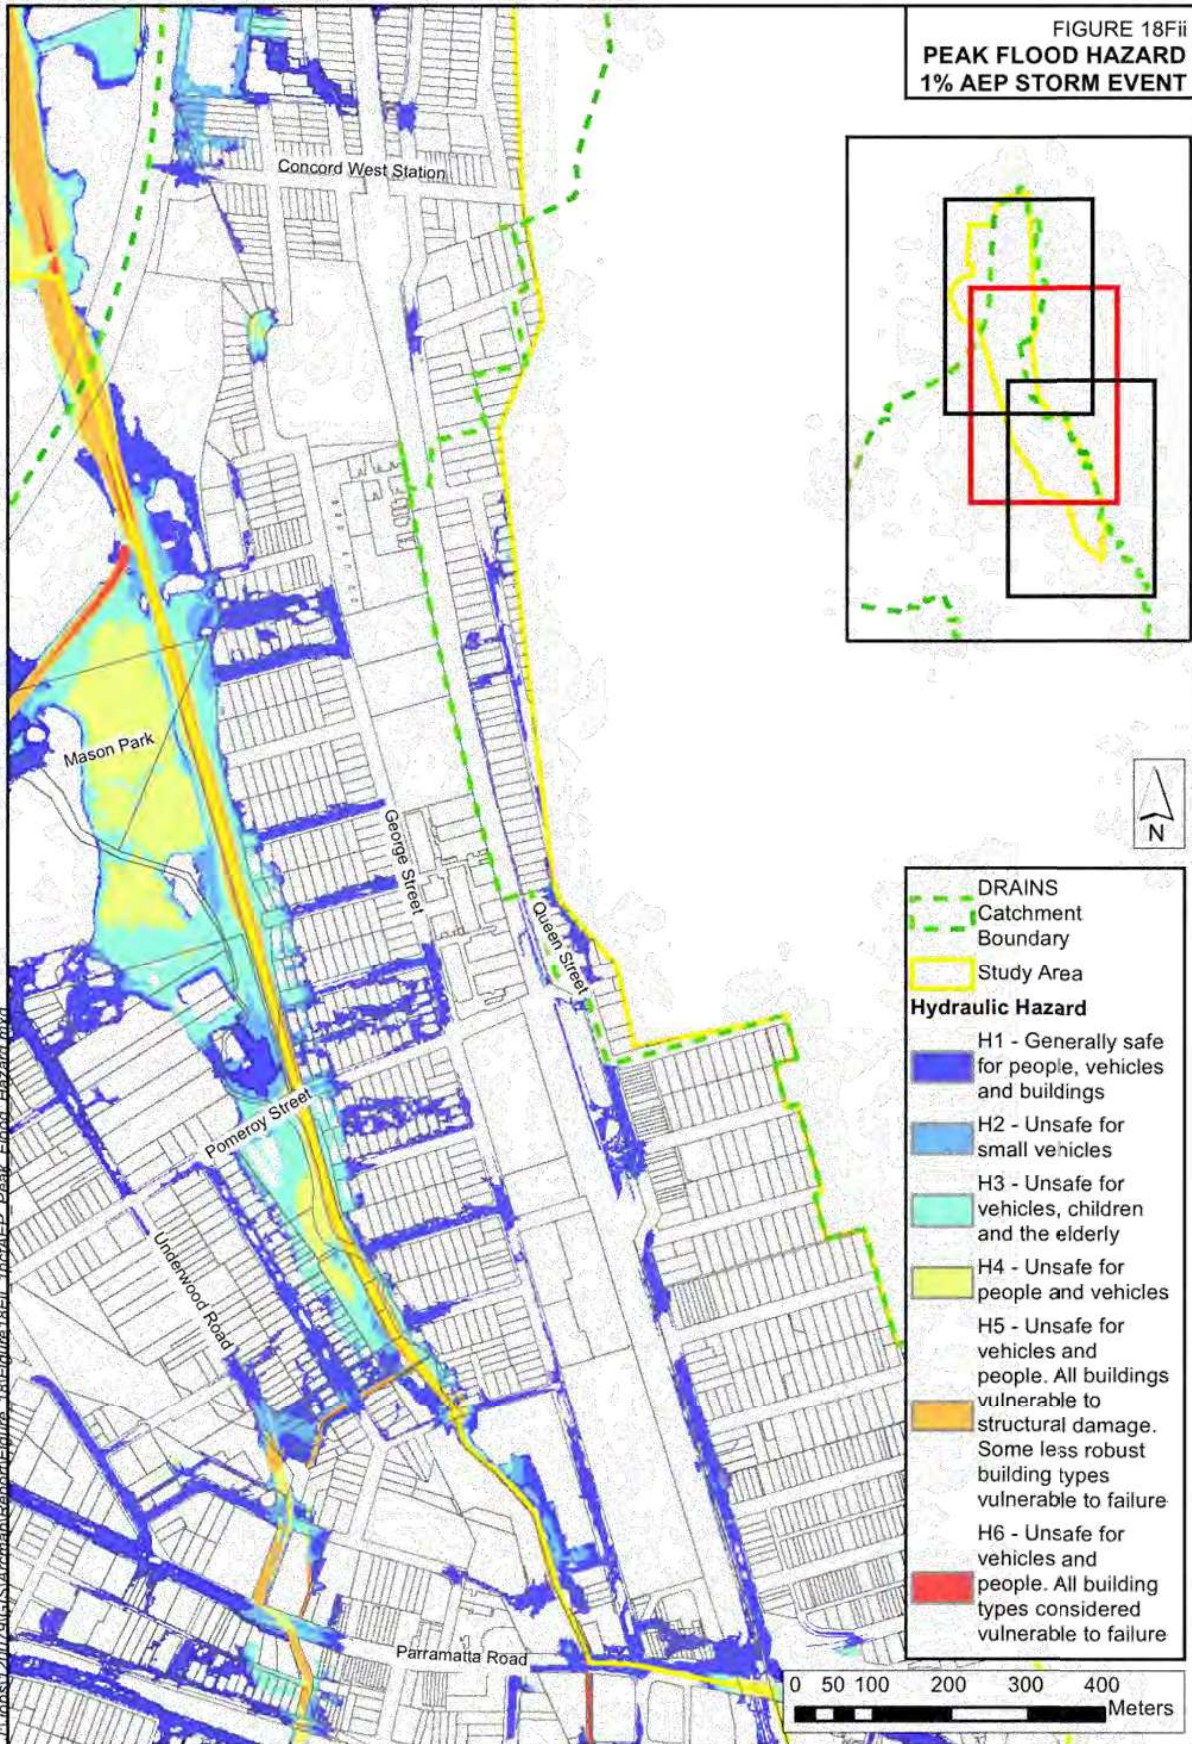 FIGURE 18Fii
PEAK FLOOD HAZARD
1% AEP STORM EVENT
Concord West Station
Mason Park
George Street
Queen Street
Pomeroy Street
Underwood Road
Parramatta Road
N
DRAINS
Catchment
Boundary
Study Area
Hydraulic Hazard
H1 - Generally safe
for people, vehicles
and buildings
H2 - Unsafe for
small vehicles
H3 - Unsafe for
vehicles, children
and the elderly
H4 - Unsafe for
people and vehicles
H5 - Unsafe for
vehicles and
people. All buildings
vulnerable to
structural damage.
Some less robust
building types
vulnerable to failure
H6 - Unsafe for
vehicles and
people. All building
types considered
vulnerable to failure
0 50 100 200 300 400
Meters